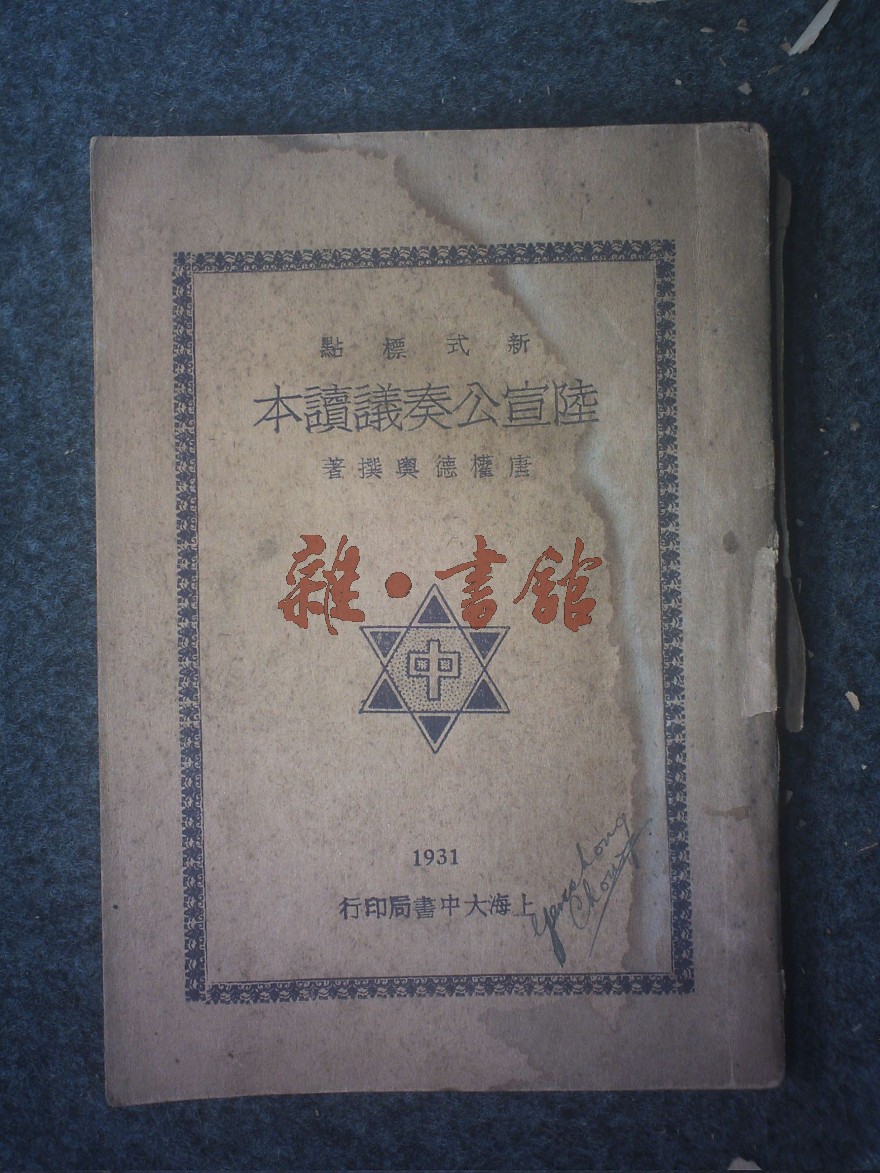 新式標點
陸宣公奏議讀本
唐權德輿撰著
雜·書館
中
1931
上海大中書局印行
Chong